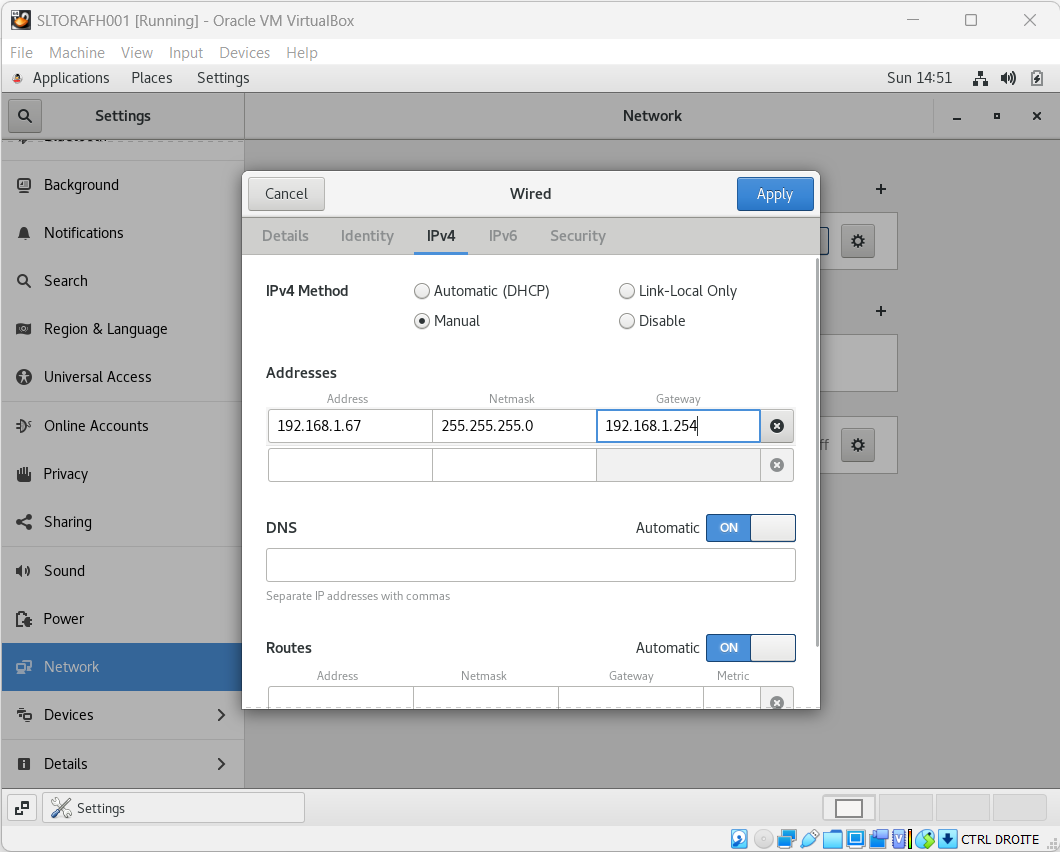 SLTORAFH001 [Running] - Oracle VM VirtualBox
File Machine View Input Devices Help
Applications Places Settings Sun 14:51
Settings Network
Bluetooth
Background
Notifications
Search
Region & Language
Universal Access
Online Accounts
Privacy
Sharing
Sound
Power
Network
Devices
Details
Cancel Wired Apply
Details Identity IPv4 IPv6 Security
IPv4 Method Automatic (DHCP) Link-Local Only
Manual Disable
Addresses
Address Netmask Gateway
192.168.1.67 255.255.255.0 192.168.1.254
DNS Automatic ON
Separate IP addresses with commas
Routes Automatic ON
Address Netmask Gateway Metric
Settings
CTRL DROITE